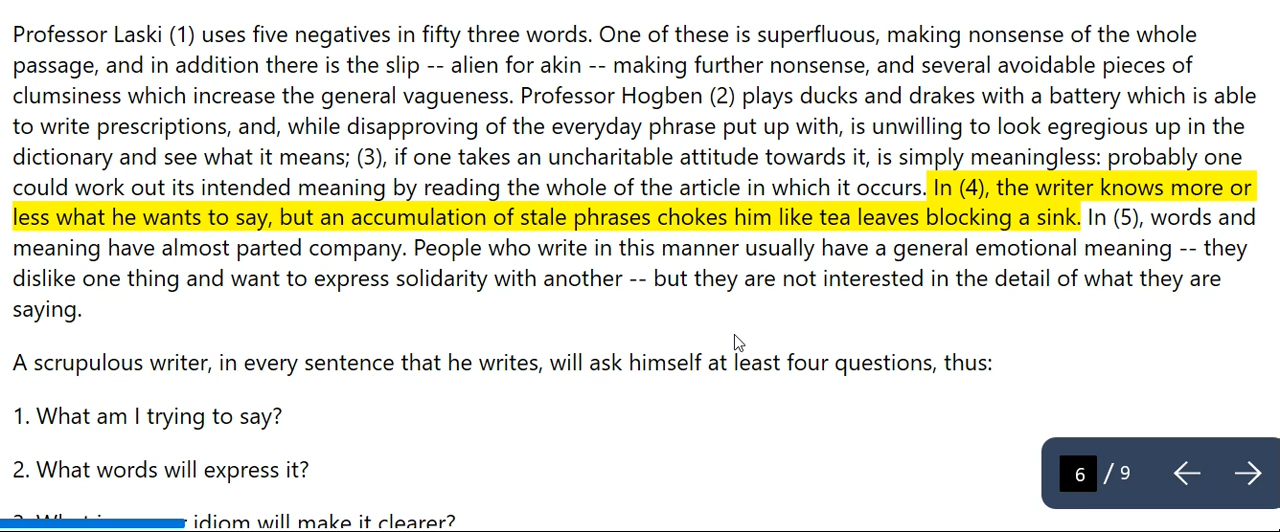 Professor Laski (1) uses five negatives in fifty three words. One of these is superfluous, making nonsense of the whole
passage, and in addition there is the slip -- alien for akin -- making further nonsense, and several avoidable pieces of
clumsiness which increase the general vagueness. Professor Hogben (2) plays ducks and drakes with a battery which is able
to write prescriptions, and, while disapproving of the everyday phrase put up with, is unwilling to look egregious up in the
dictionary and see what it means; (3), if one takes an uncharitable attitude towards it, is simply meaningless: probably one
could work out its intended meaning by reading the whole of the article in which it occurs. In (4), the writer knows more or
less what he wants to say, but an accumulation of stale phrases chokes him like tea leaves blocking a sink. In (5), words and
meaning have almost parted company. People who write in this manner usually have a general emotional meaning -- they
dislike one thing and want to express solidarity with another -- but they are not interested in the detail of what they are
saying.
A scrupulous writer, in every sentence that he writes, will ask himself at least four questions, thus:
1. What am I trying to say?
2. What words will express it?
6 / 9
idiom will make it clearer?